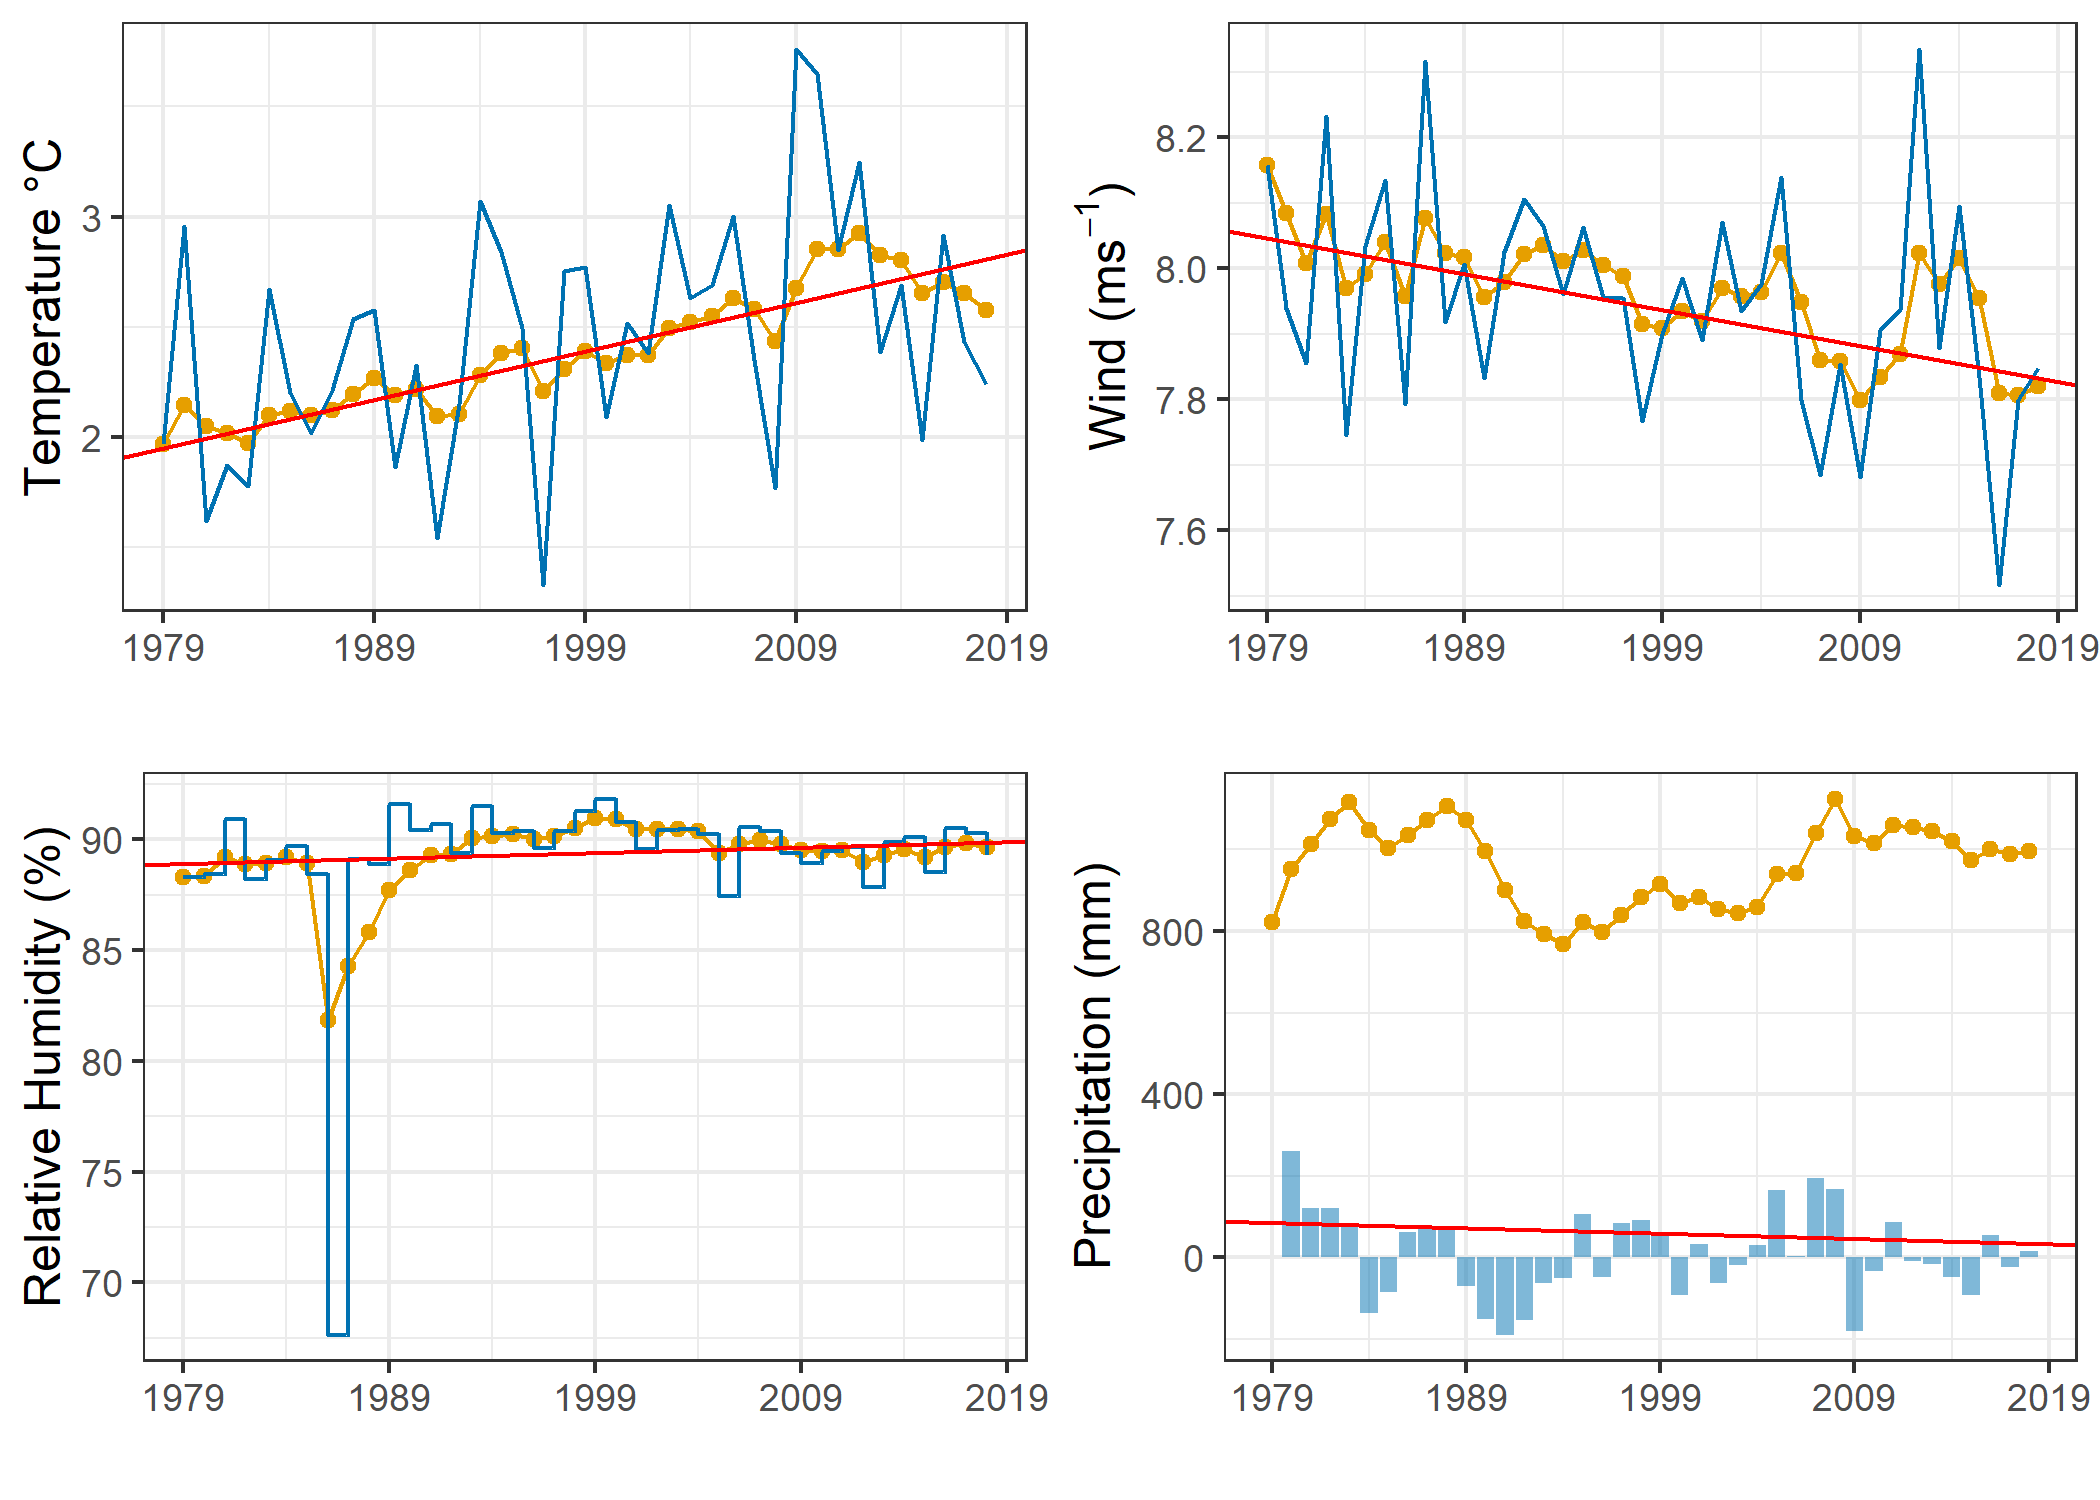 Temperature °C
3
2
1979 1989 1999 2009 2019
Wind (ms⁻¹)
8.2
8.0
7.8
7.6
1979 1989 1999 2009 2019
Relative Humidity (%)
90
85
80
75
70
1979 1989 1999 2009 2019
Precipitation (mm)
800
400
0
1979 1989 1999 2009 2019